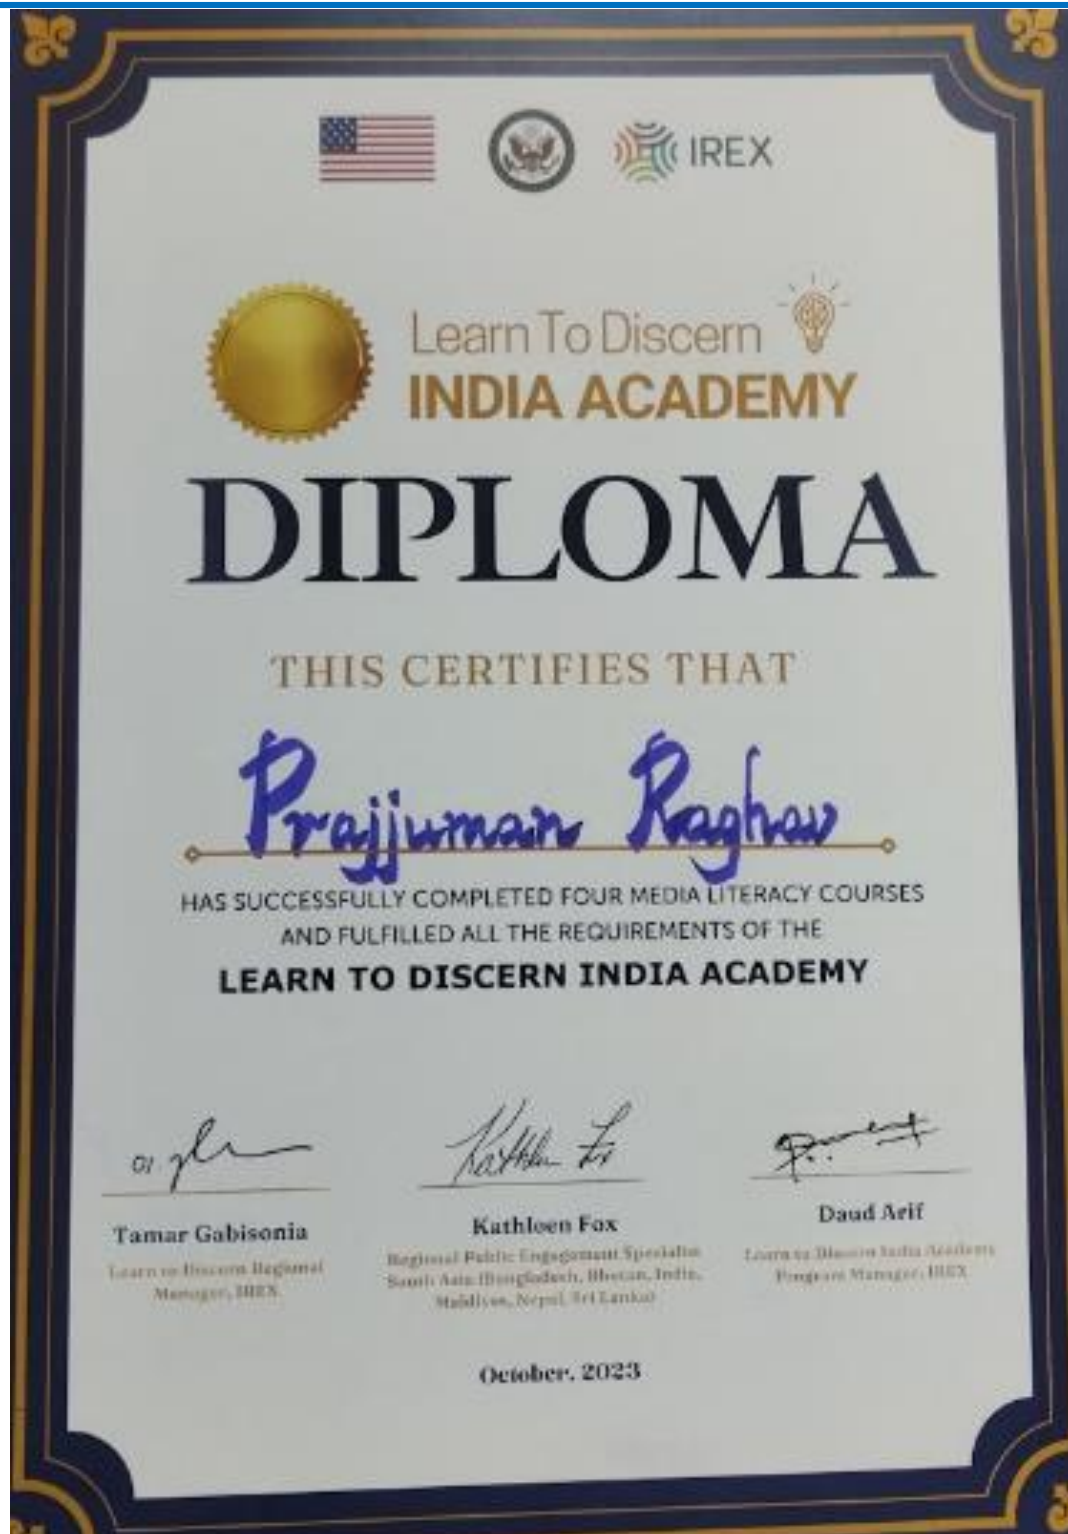 IREX
Learn To Discern
INDIA ACADEMY
DIPLOMA
THIS CERTIFIES THAT
Prajjuman Raghav
HAS SUCCESSFULLY COMPLETED FOUR MEDIA LITERACY COURSES
AND FULFILLED ALL THE REQUIREMENTS OF THE
LEARN TO DISCERN INDIA ACADEMY
Kathleen Fox
Tamar Gabisonia
Learn to Discern Regional
Manager, IREX
Kathleen Fox
Regional Public Engagement Specialist
South Asia (Bangladesh, Bhutan, India,
Maldives, Nepal, Sri Lanka)
Daud Arif
Learn to Discern India Academy
Program Manager, IREX
October, 2023